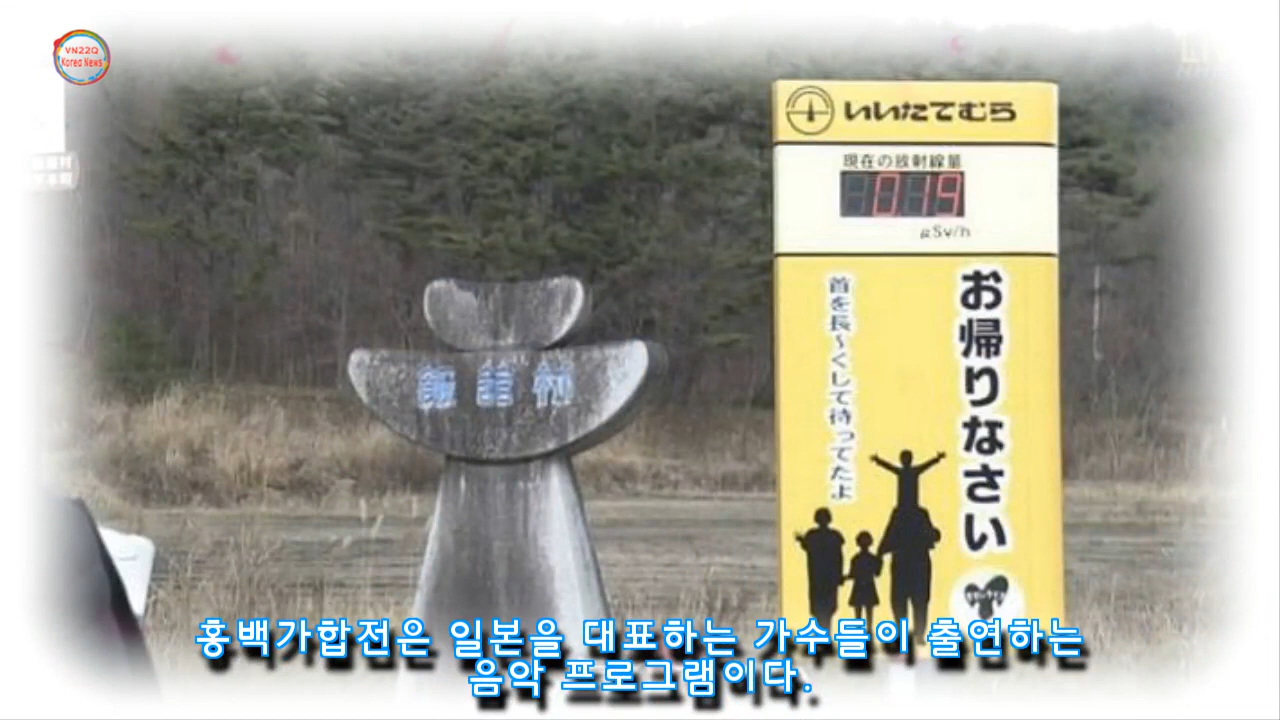 VN22Q
Korea News
いいたてむら
現在の放射線量
0.19
μSv/h
お帰りなさい
首を長〜くして待ってたよ
飯舘村
홍백가합전은 일본을 대표하는 가수들이 출연하는
음악 프로그램이다.